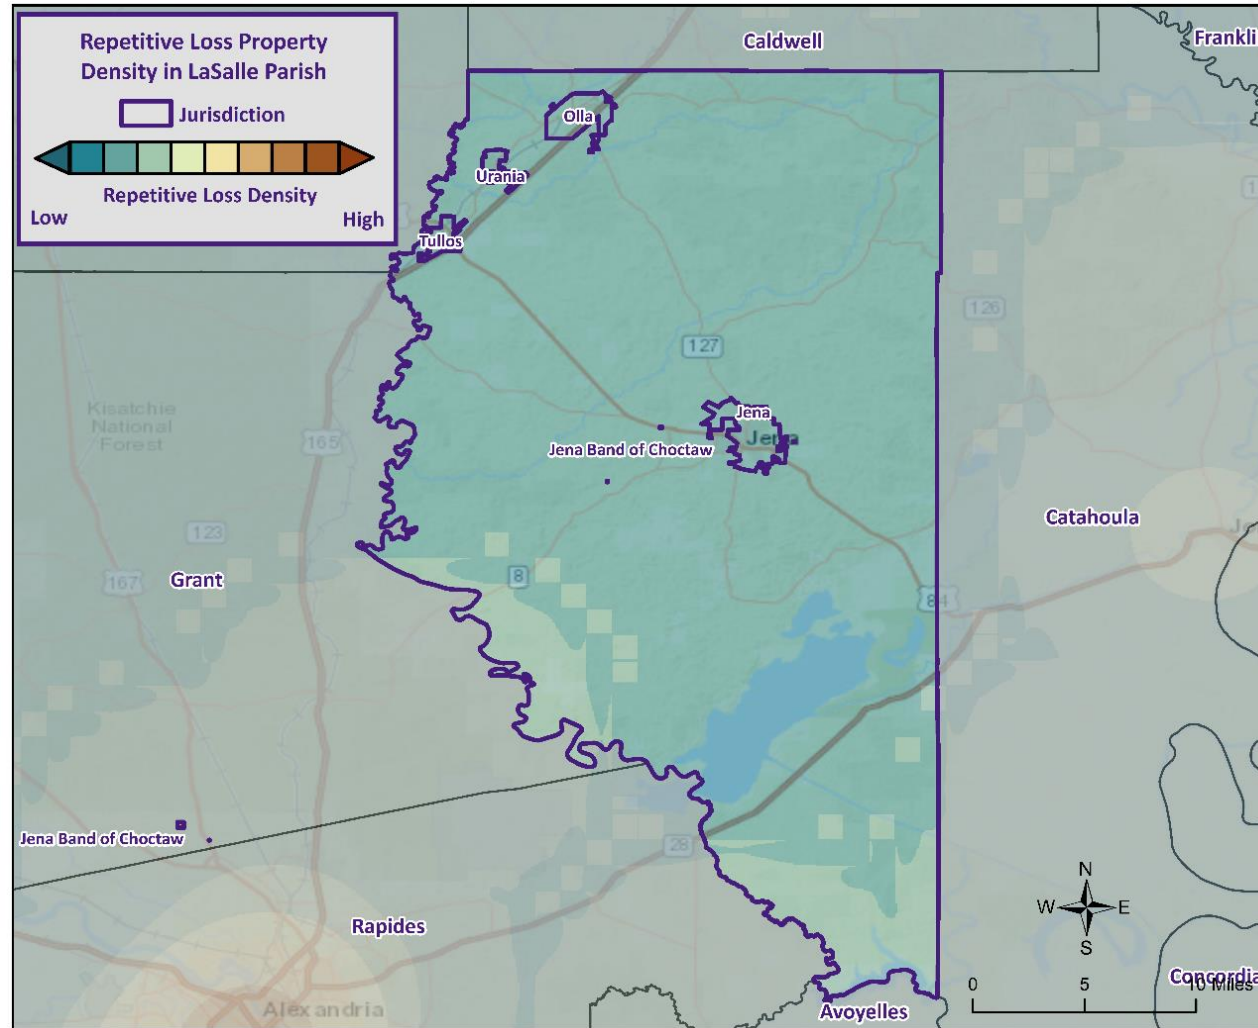 Repetitive Loss Property
Density in LaSalle Parish
Jurisdiction
Repetitive Loss Density
Low
High
Caldwell
Frankli
Olla
Urania
Tullos
126
127
Kisatchie
National
Forest
165
Jena
Jena
Jena Band of Choctaw
Catahoula
123
167
Grant
8
84
Jena Band of Choctaw
28
N
W
E
S
Rapides
Alexandria
0
5
10 Miles
Concordia
Avoyelles